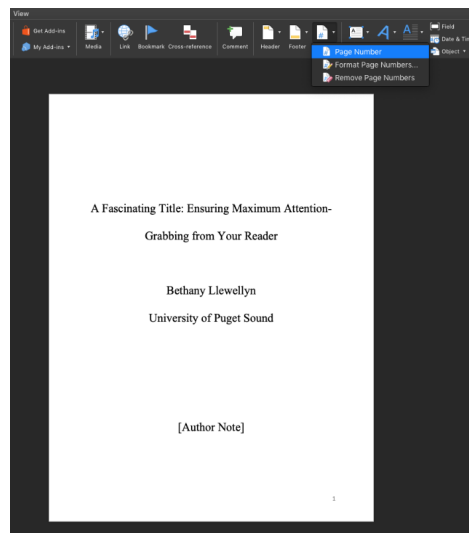 View
Get Add-ins
My Add-ins
Media
Link
Bookmark
Cross-reference
Comment
Header
Footer
Field
Date & Tim
Object
Page Number
Format Page Numbers...
Remove Page Numbers
A Fascinating Title: Ensuring Maximum Attention-
Grabbing from Your Reader
Bethany Llewellyn
University of Puget Sound
[Author Note]
1